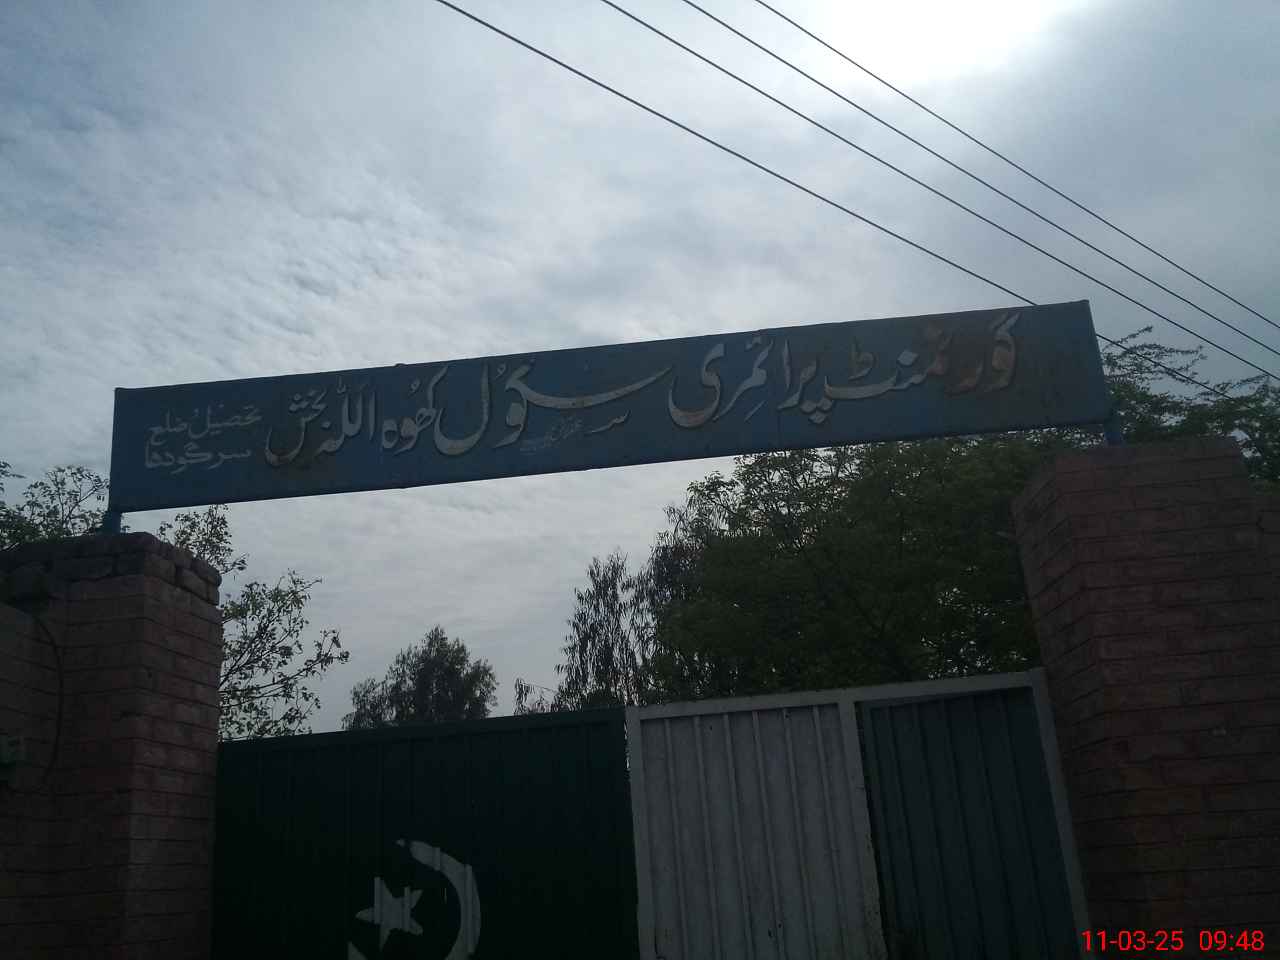 گورنمنٹ پرائمری سکول کھوہ اللہ بخش
تحصیل ضلع
سرگودھا
11-03-25 09:48